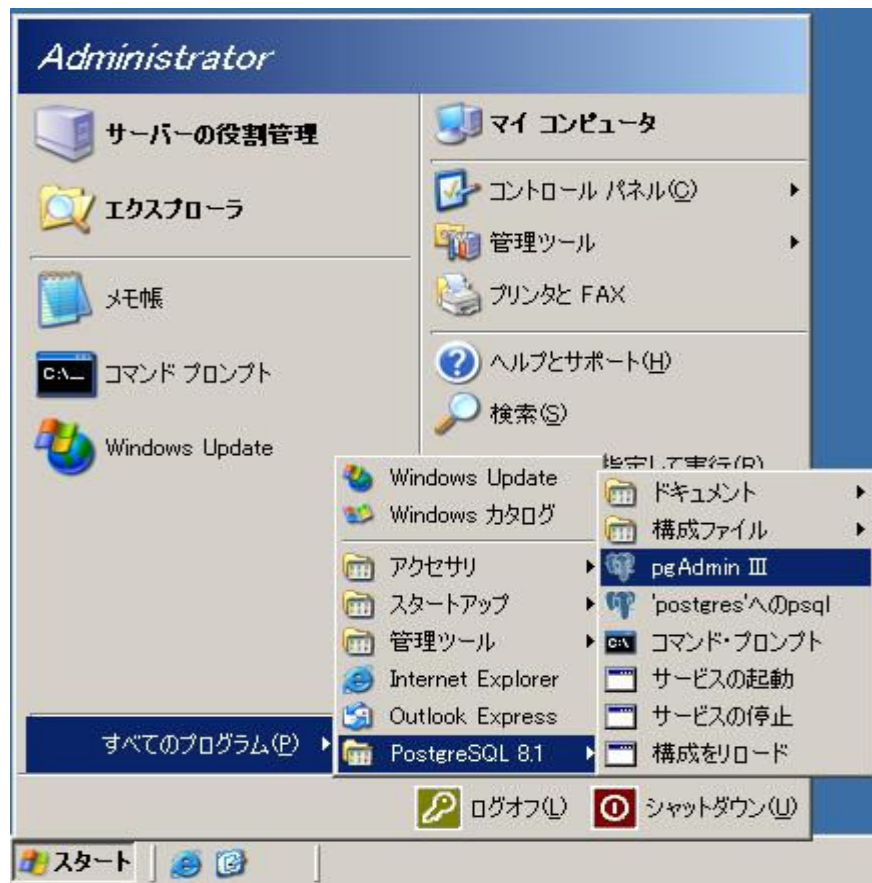 Administrator
サーバーの役割管理
エクスプローラ
メモ帳
コマンド プロンプト
Windows Update
マイ コンピュータ
コントロール パネル(C)
管理ツール
プリンタと FAX
ヘルプとサポート(H)
検索(S)
指定して実行(R)
Windows Update
Windows カタログ
アクセサリ
スタートアップ
管理ツール
Internet Explorer
Outlook Express
PostgreSQL 8.1
ドキュメント
構成ファイル
pgAdmin III
'postgres'へのpsql
コマンド・プロンプト
サービスの起動
サービスの停止
構成をリロード
すべてのプログラム(P)
ログオフ(L)
シャットダウン(U)
スタート